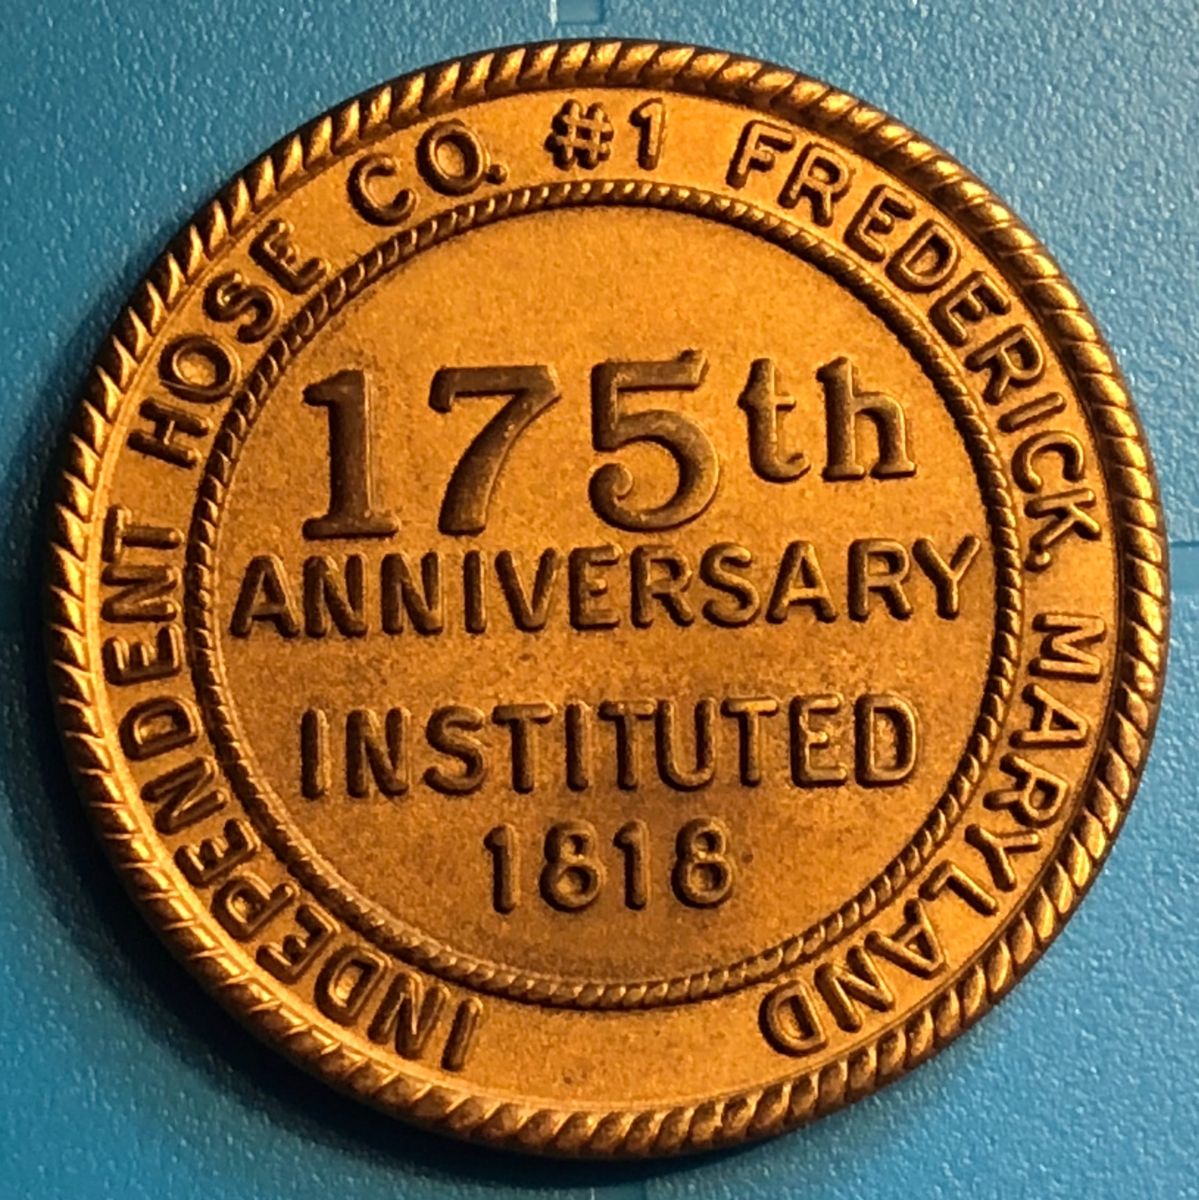 INDEPENDENT HOSE CO. #1 FREDERICK, MARYLAND
175th
ANNIVERSARY
INSTITUTED
1818